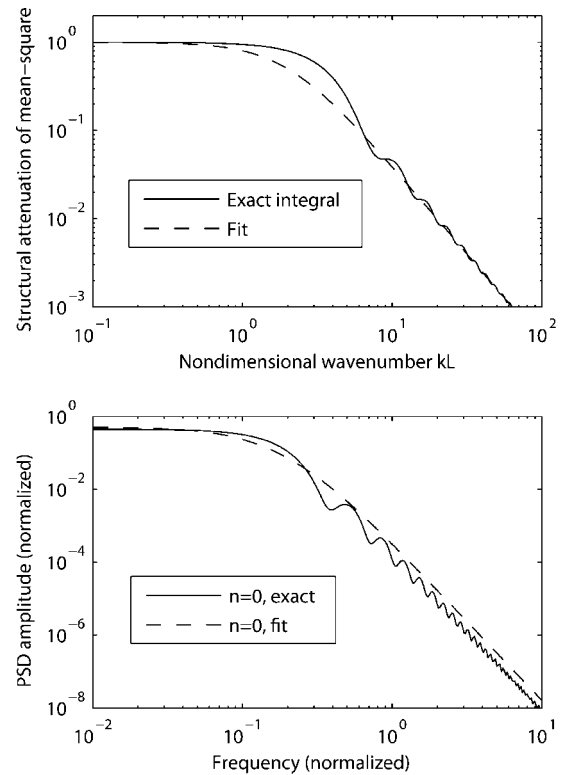 Structural attenuation of mean−square
10^0
10^−1
10^−2
10^−3
Exact integral
Fit
10^−1
10^0
10^1
10^2
Nondimensional wavenumber kL
PSD amplitude (normalized)
10^0
10^−2
10^−4
10^−6
10^−8
n=0, exact
n=0, fit
10^−2
10^−1
10^0
10^1
Frequency (normalized)